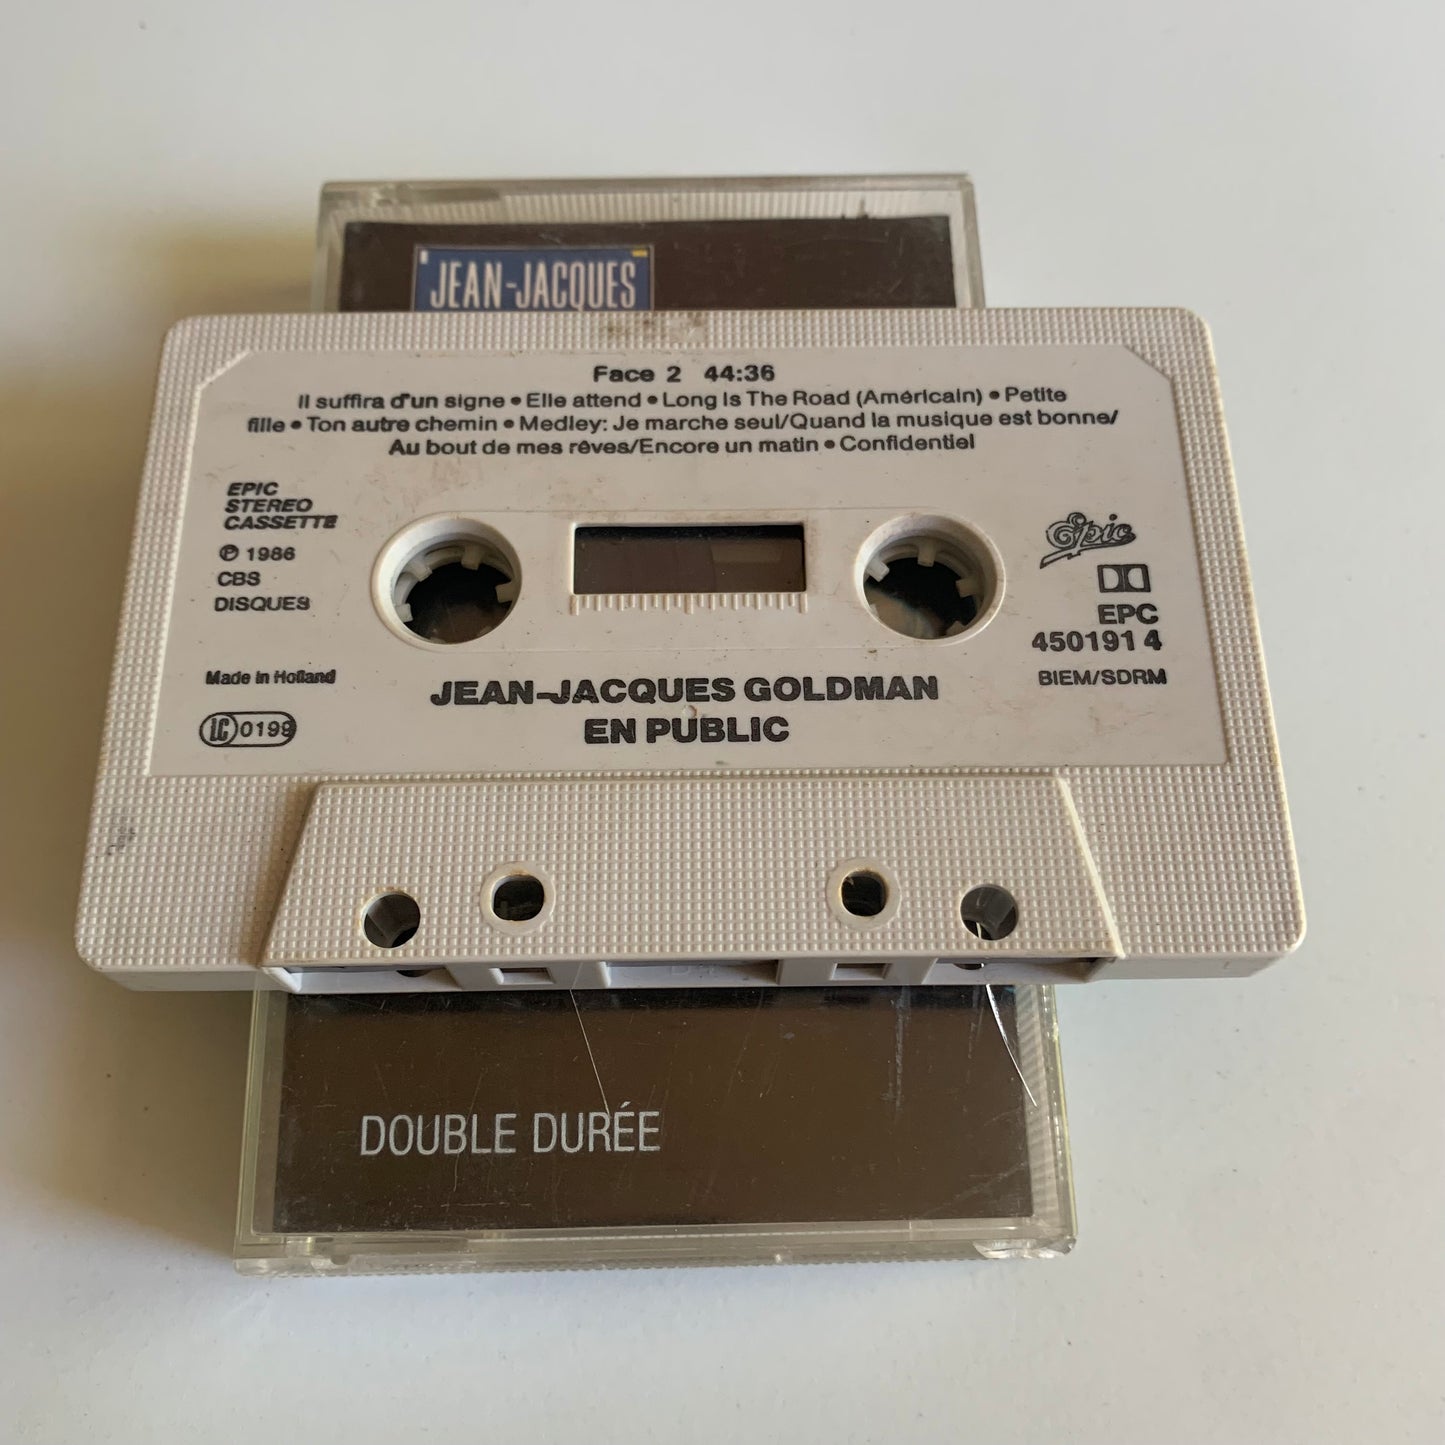 JEAN-JACQUES
Face 2 44:36
Il suffira d'un signe • Elle attend • Long Is The Road (Américain) • Petite
fille • Ton autre chemin • Medley: Je marche seul/Quand la musique est bonne/
Au bout de mes rêves/Encore un matin • Confidentiel
EPIC
STEREO
CASSETTE
℗ 1986
CBS
DISQUES
Epic
EPC
450191 4
BIEM/SDRM
Made in Holland
LC 0199
JEAN-JACQUES GOLDMAN
EN PUBLIC
DOUBLE DURÉE